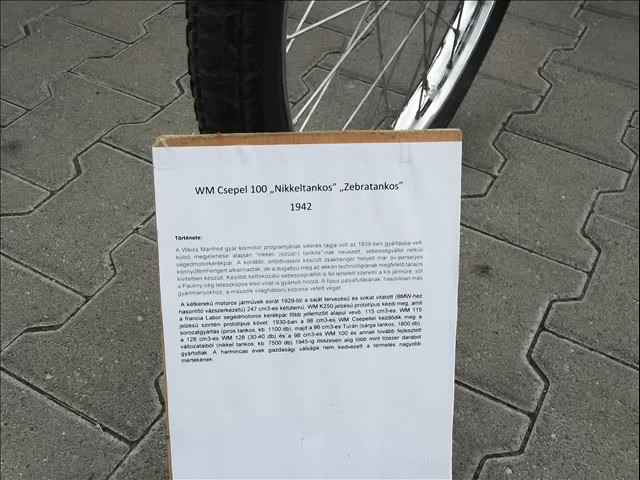 WM Csepel 100 „Nikkeltankos” „Zebratankos”
1942
Története:
A Weiss Manfred gyár kismotor programjának sikeres tagja volt az 1939-ben gyártásba vett
külső megjelenése alapján "nikkel- (ezüst-) tankos"-nak nevezett, sebességváltó nélküli
segédmotorkerékpár. A korábbi, öntöttvasból készült zsákhenger helyett már öv-perselyes
könnyűfémhengert alkalmaztak, de a dugattyú még az akkori technológiának megfelelő tarajos
kivitelben készült. Később kétfokozatú sebességváltót is fel lehetett szerelni a kis járműre, sőt
a Pauliny-cég teleszkópos első villát is gyártott hozzá. A típus pályafutásának, hasonlóan más
gyártmányokhoz, a második világháború kitörése vetett véget.
A kétkerekű motoros járművek sorát 1929-től a saját tervezésű és sokat vitatott (BMW-hez
hasonlító vázszerkezetű) 247 cm3-es kétütemű, WM K250 jelzésű prototípus kezdi meg, amit
a francia Labor segédmotoros kerékpár főbb jellemzőit alapul vevő, 115 cm3-es, WM 115
jelzésű szintén prototípus követ. 1930-ban a 98 cm3-es WM Csepellel kezdődik meg a
sorozatgyártás (piros tankos, kb. 1100 db), majd a 86 cm3-es Turán (sárga tankos, 1800 db),
a 128 cm3-es WM 128 (30-40 db) és a 98 cm3-es WM 100 és annak tovább fejlesztett
változataiból (nikkel tankos, kb. 7500 db) 1945-ig összesen alig több mint tízezer darabot
gyártottak. A harmincas évek gazdasági válsága nem kedvezett a termelés nagyobb
mértékének.